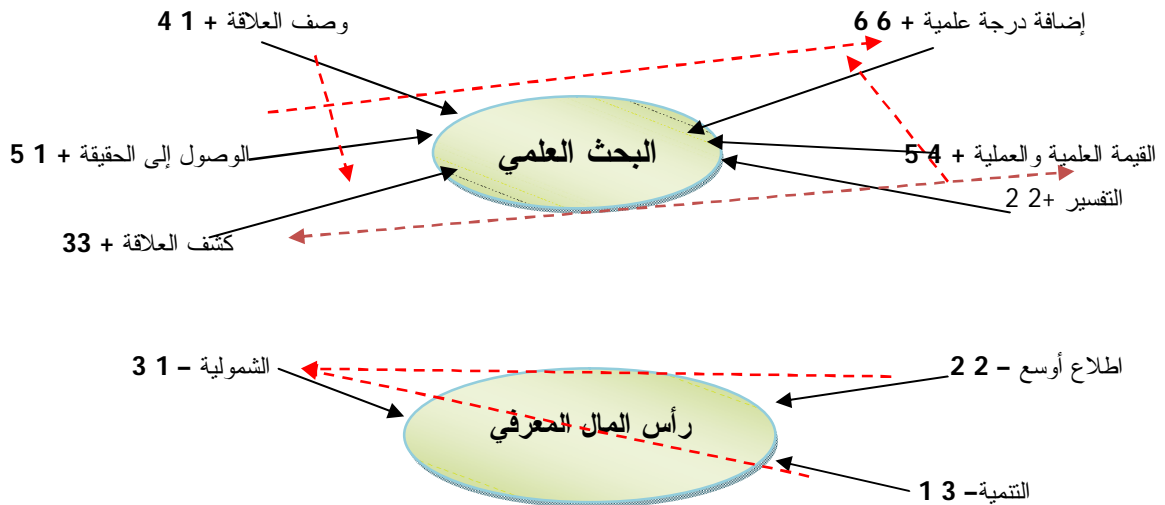 إضافة درجة علمية + 6 6
وصف العلاقة + 1 4
القيمة العلمية والعملية + 4 5
البحث العلمي
الوصول إلى الحقيقة + 1 5
التفسير +2 2
كشف العلاقة + 33
اطلاع أوسع – 2 2
الشمولية – 1 3
رأس المال المعرفي
التنمية– 3 1